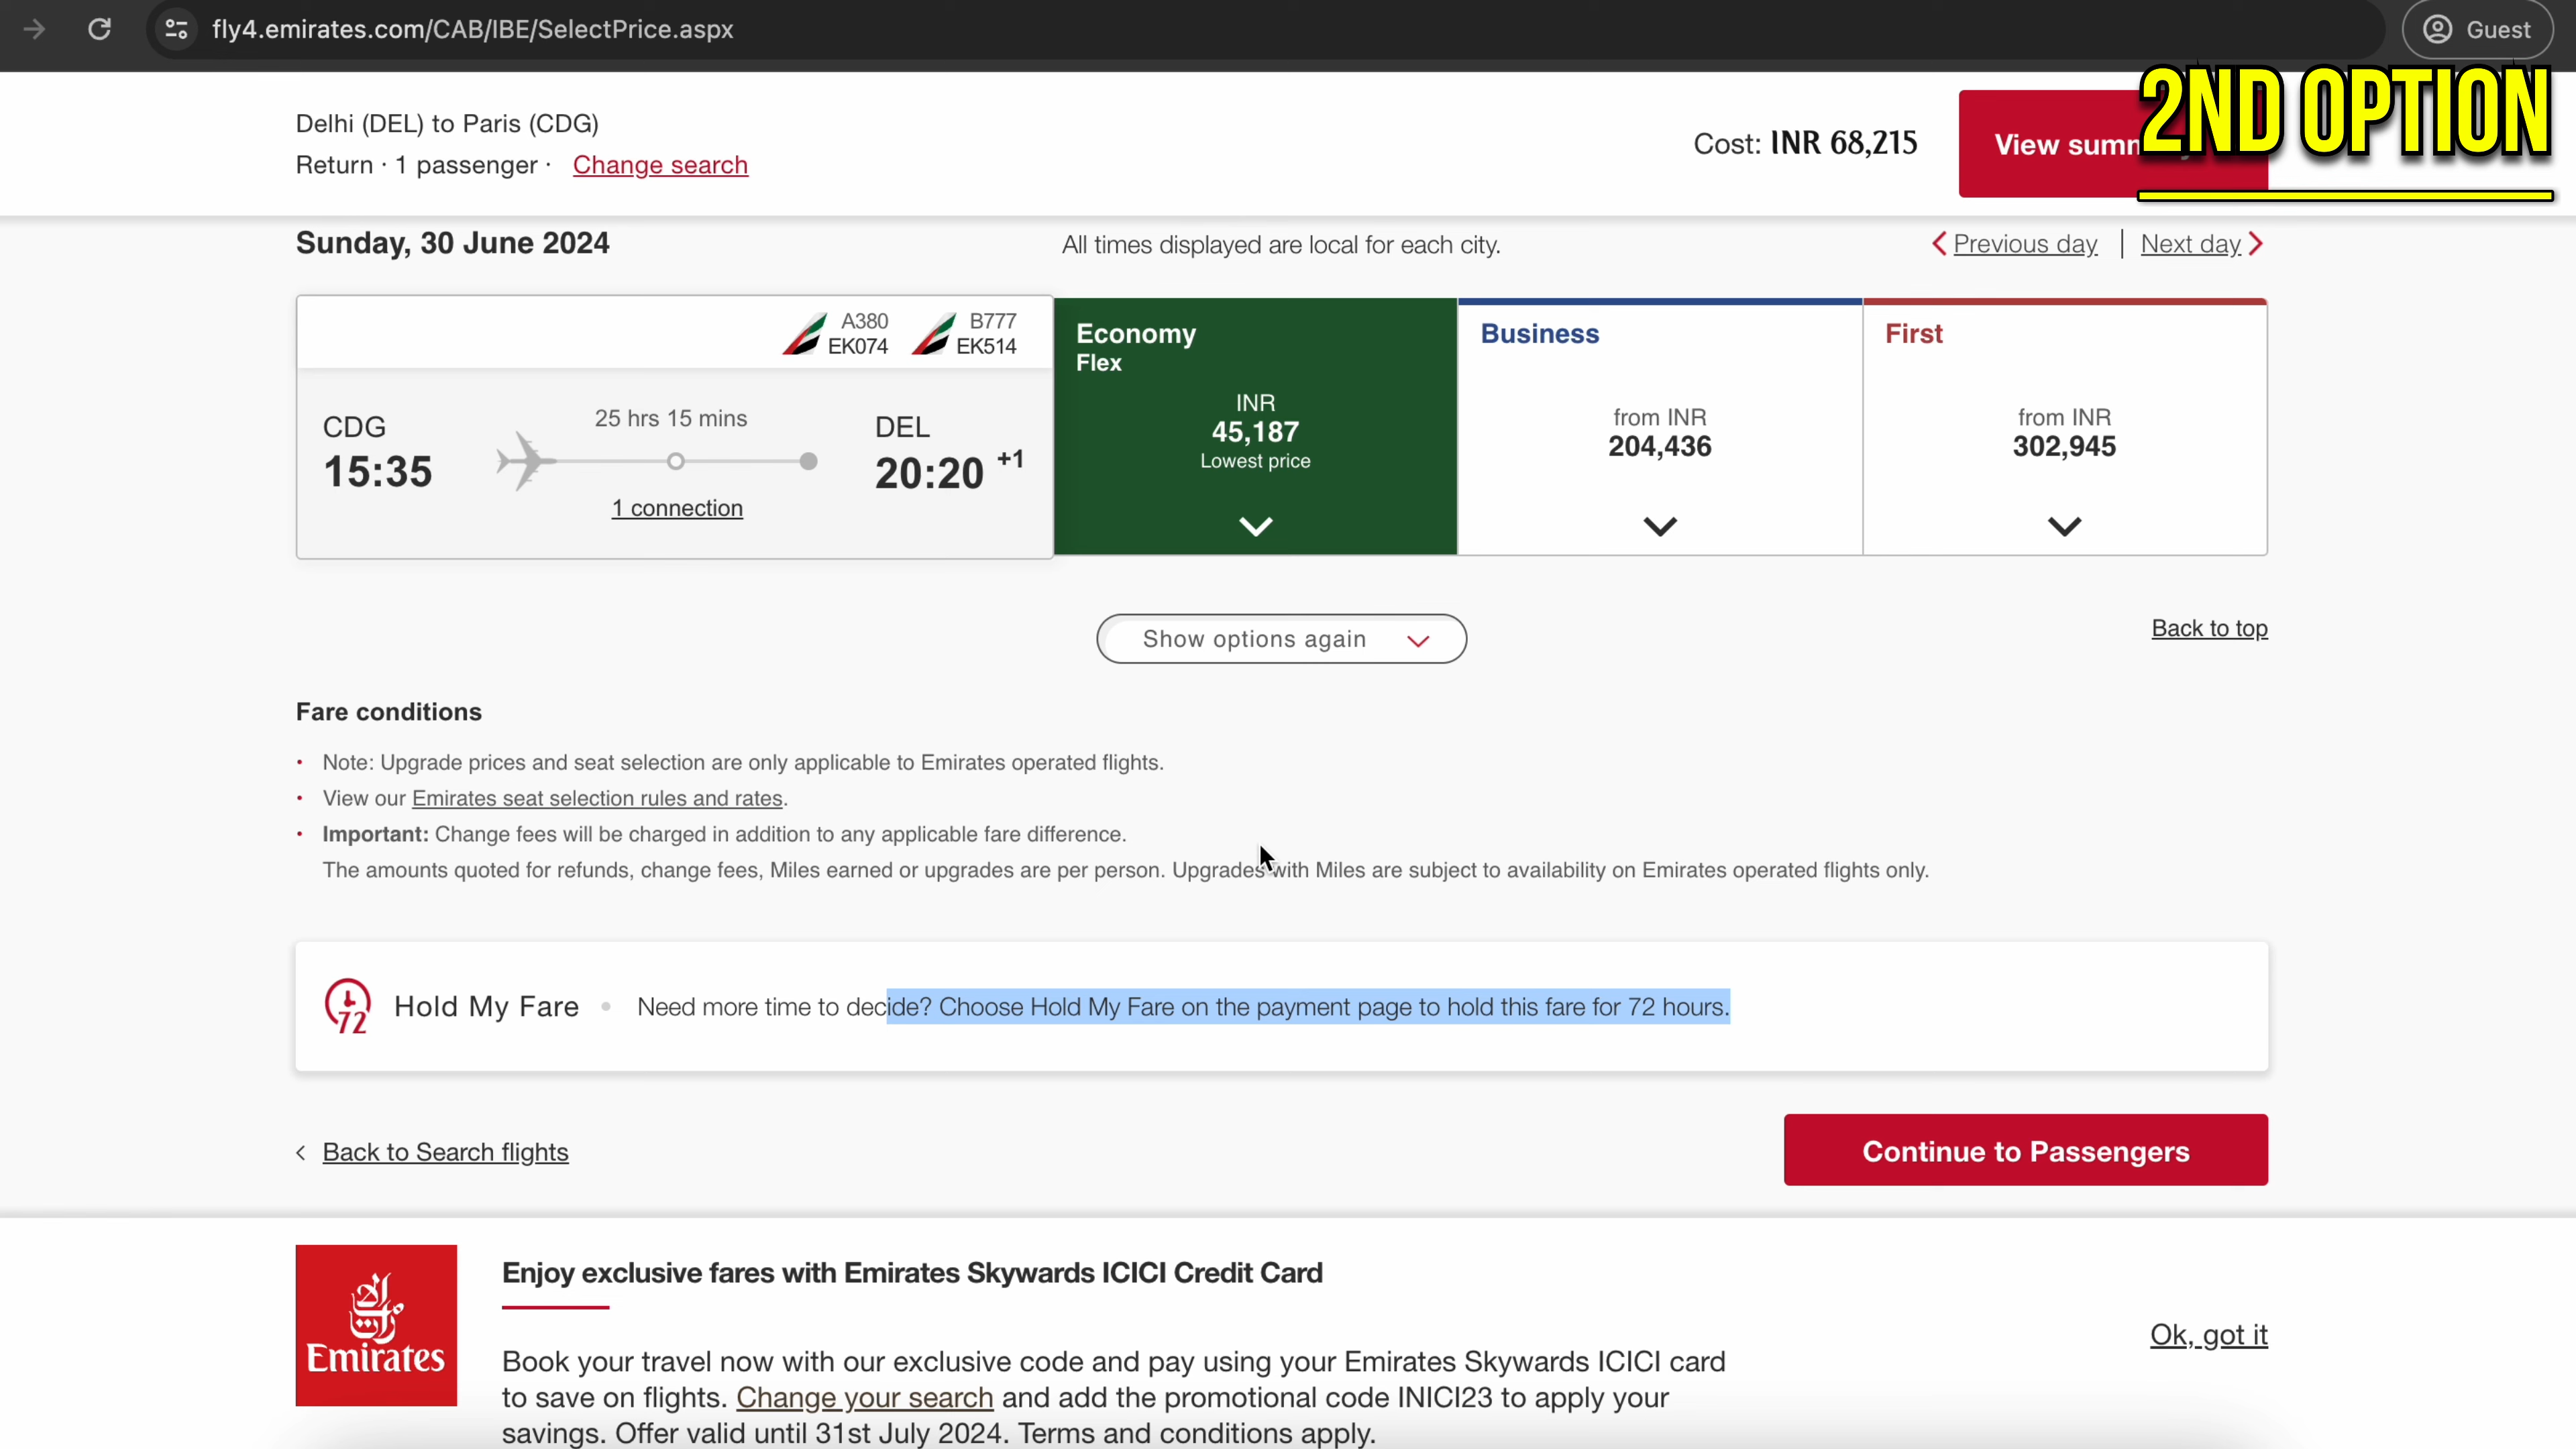 fly4.emirates.com/CAB/IBE/SelectPrice.aspx
Guest
2ND OPTION
Delhi (DEL) to Paris (CDG)
Return · 1 passenger · Change search
Cost: INR 68,215
View
Sunday, 30 June 2024
All times displayed are local for each city.
Previous day | Next day
A380
EK074
B777
EK514
CDG
15:35
25 hrs 15 mins
1 connection
DEL
20:20 +1
Economy
Flex
INR
45,187
Lowest price
Business
from INR
204,436
First
from INR
302,945
Show options again
Back to top
Fare conditions
• Note: Upgrade prices and seat selection are only applicable to Emirates operated flights.
• View our Emirates seat selection rules and rates.
• Important: Change fees will be charged in addition to any applicable fare difference.
The amounts quoted for refunds, change fees, Miles earned or upgrades are per person. Upgrades with Miles are subject to availability on Emirates operated flights only.
72
Hold My Fare • Need more time to decide? Choose Hold My Fare on the payment page to hold this fare for 72 hours.
Back to Search flights
Continue to Passengers
Emirates
Enjoy exclusive fares with Emirates Skywards ICICI Credit Card
Book your travel now with our exclusive code and pay using your Emirates Skywards ICICI card
to save on flights. Change your search and add the promotional code INICI23 to apply your
savings. Offer valid until 31st July 2024. Terms and conditions apply.
Ok, got it